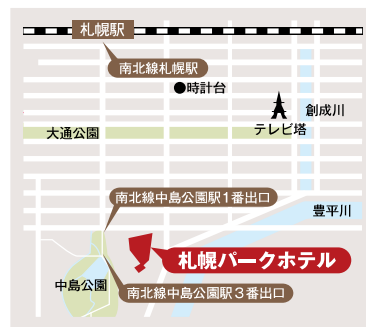 札幌駅
南北線札幌駅
●時計台
創成川
テレビ塔
大通公園
南北線中島公園駅1番出口
豊平川
札幌パークホテル
中島公園
南北線中島公園駅3番出口